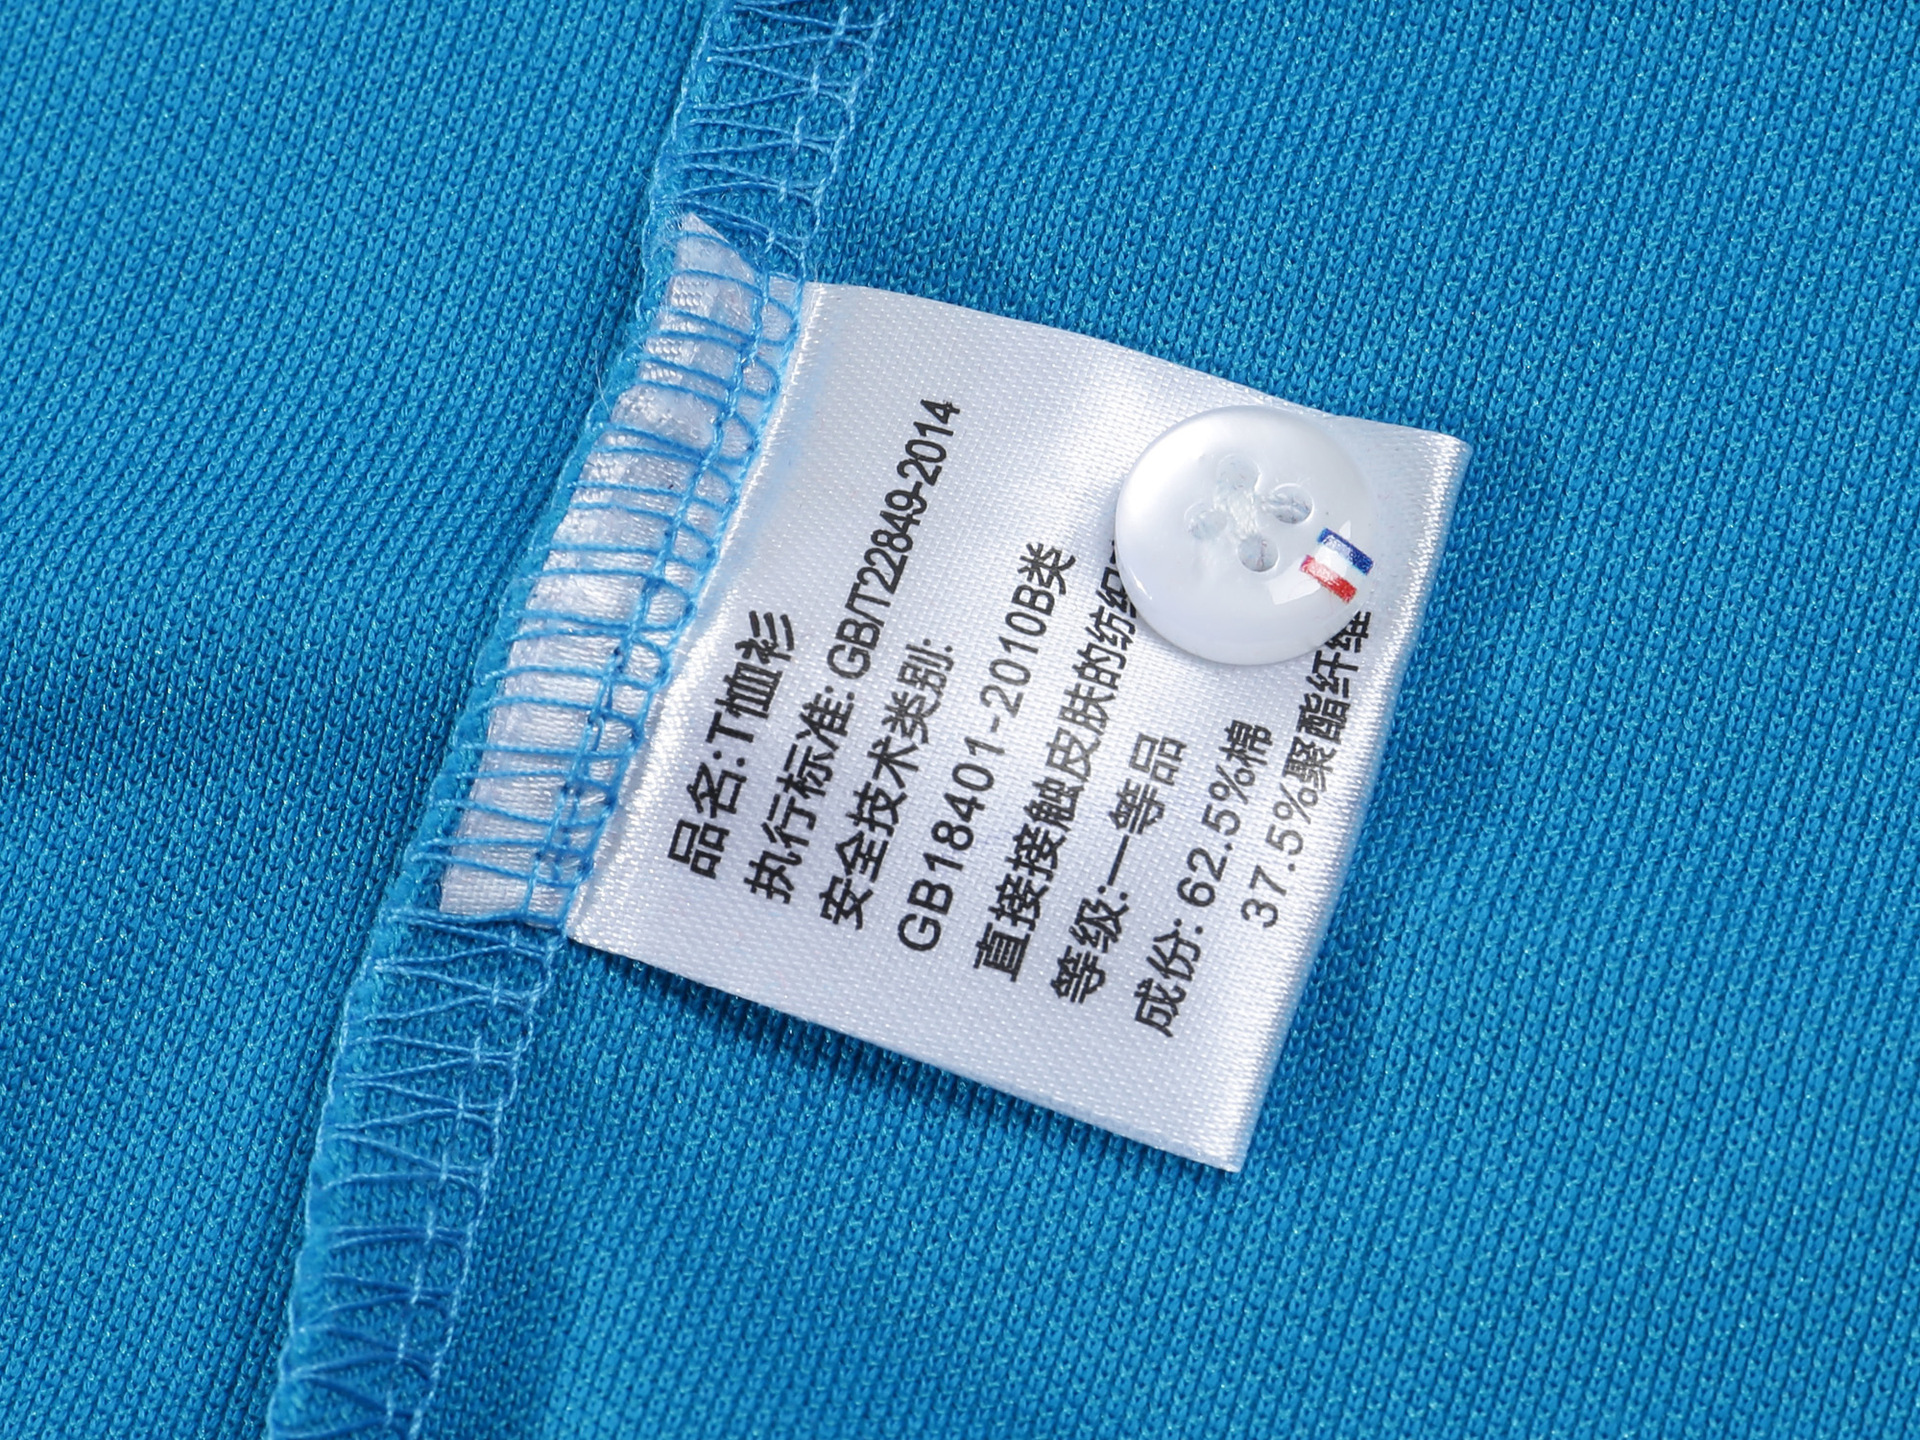 品名:T恤衫
执行标准: GB/T22849-2014
安全技术类别:
GB18401-2010B类
直接接触皮肤的纺织
等级:一等品
成份: 62.5%棉
37.5%聚酯纤维